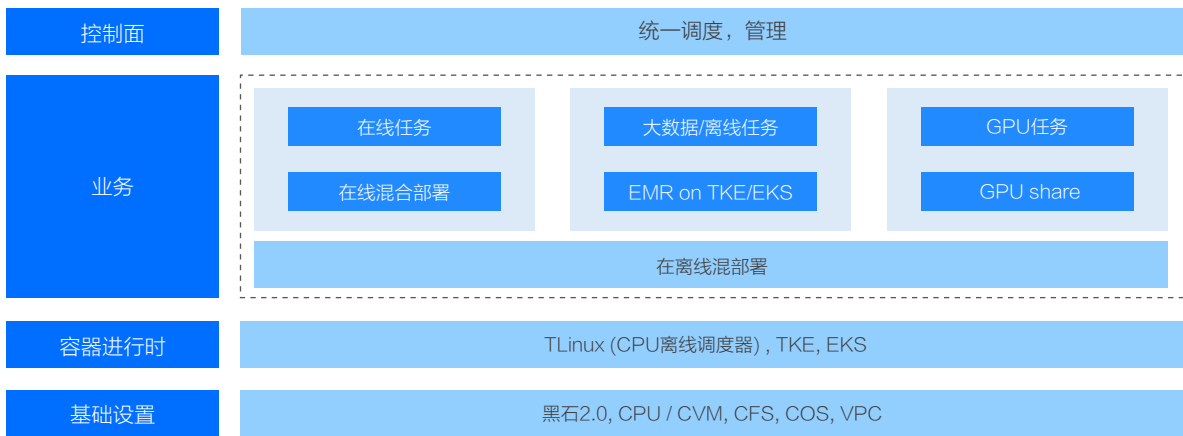 控制面
统一调度，管理
业务
在线任务
大数据/离线任务
GPU任务
在线混合部署
EMR on TKE/EKS
GPU share
在离线混部署
容器进行时
TLinux (CPU离线调度器) , TKE, EKS
基础设置
黑石2.0, CPU / CVM, CFS, COS, VPC